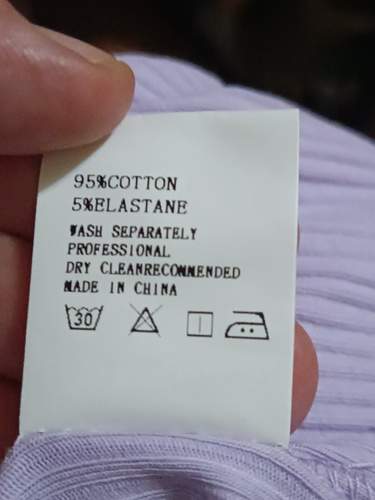 95%COTTON
5%ELASTANE
WASH SEPARATELY
PROFESSIONAL
DRY CLEANRECOMMENDED
MADE IN CHINA
30